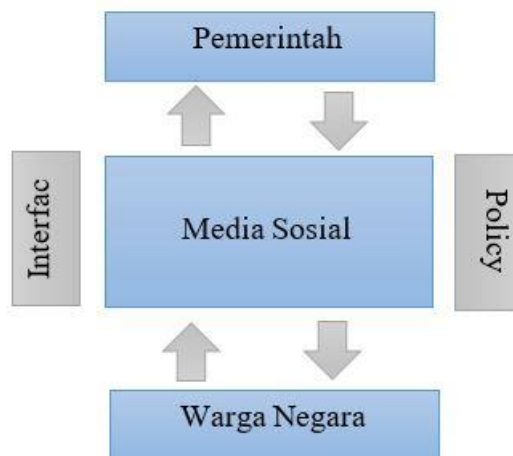 Pemerintah
Interfac
Media Sosial
Policy
Warga Negara